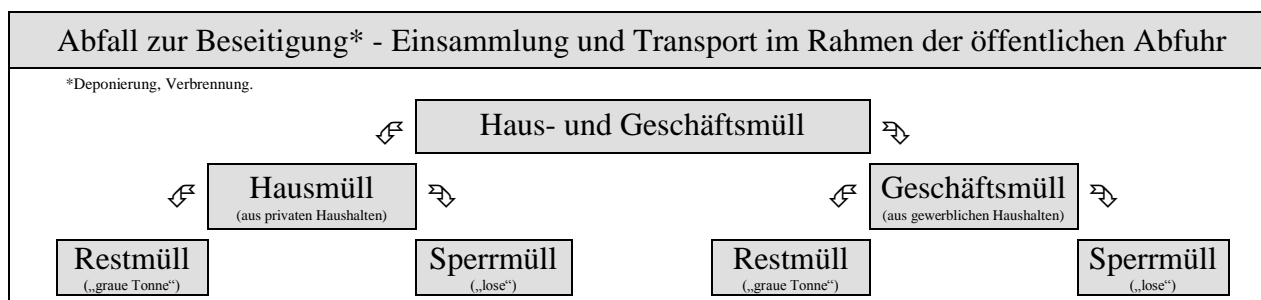 Abfall zur Beseitigung* - Einsammlung und Transport im Rahmen der öffentlichen Abfuhr
*Deponierung, Verbrennung.
Haus- und Geschäftsmüll
Hausmüll
(aus privaten Haushalten)
Geschäftsmüll
(aus gewerblichen Haushalten)
Restmüll
(„graue Tonne“)
Sperrmüll
(„lose“)
Restmüll
(„graue Tonne“)
Sperrmüll
(„lose“)